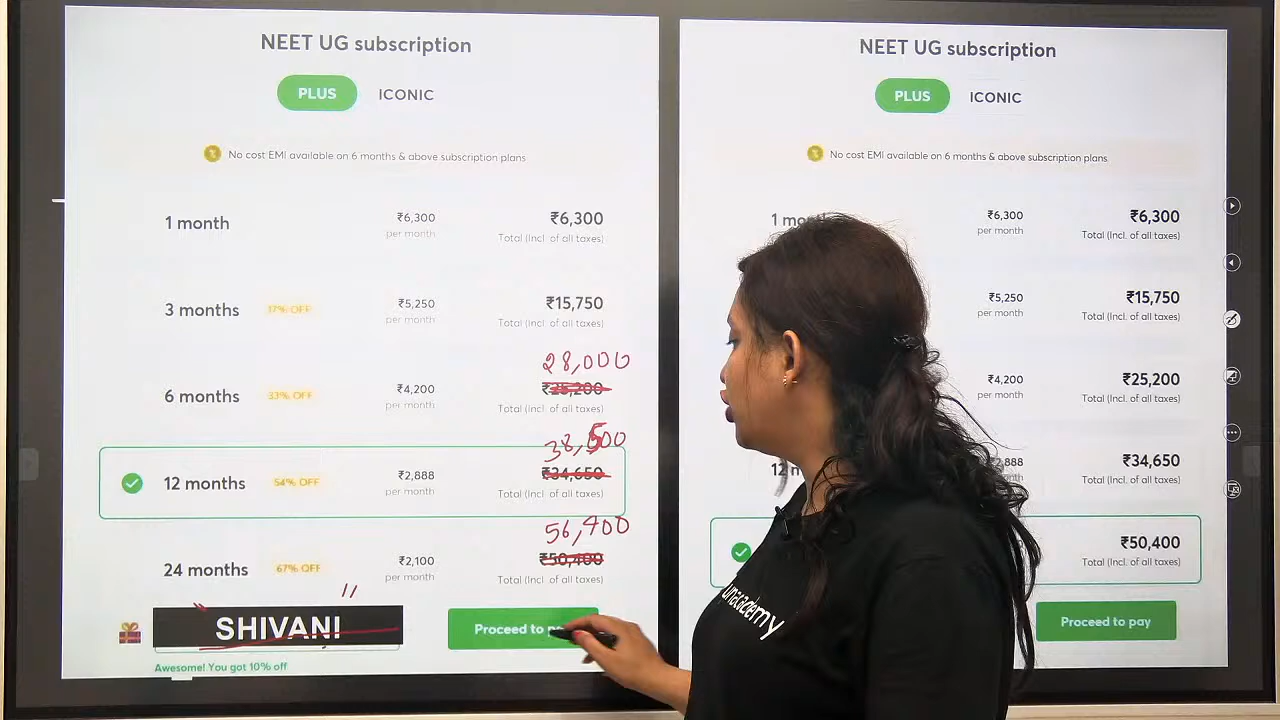 NEET UG subscription
PLUS ICONIC
No cost EMI available on 6 months & above subscription plans
1 month ₹6,300 ₹6,300
per month Total (Incl. of all taxes)
3 months 17% OFF ₹5,250 ₹15,750
per month Total (Incl. of all taxes)
28,000
6 months 33% OFF ₹4,200 ₹25,200
per month Total (Incl. of all taxes)
38,500
12 months 54% OFF ₹2,888 ₹34,650
per month Total (Incl. of all taxes)
56,400
24 months 67% OFF ₹2,100 ₹50,400
per month Total (Incl. of all taxes)
"SHIVANI" Proceed to
Awesome! You got 10% off
NEET UG subscription
PLUS ICONIC
No cost EMI available on 6 months & above subscription plans
1 ₹6,300 ₹6,300
per month Total (Incl. of all taxes)
₹5,250 ₹15,750
per month Total (Incl. of all taxes)
₹4,200 ₹25,200
per month Total (Incl. of all taxes)
12 ₹34,650
month Total (Incl. of all taxes)
₹50,400
Total (Incl. of all taxes)
Proceed to pay
unacademy